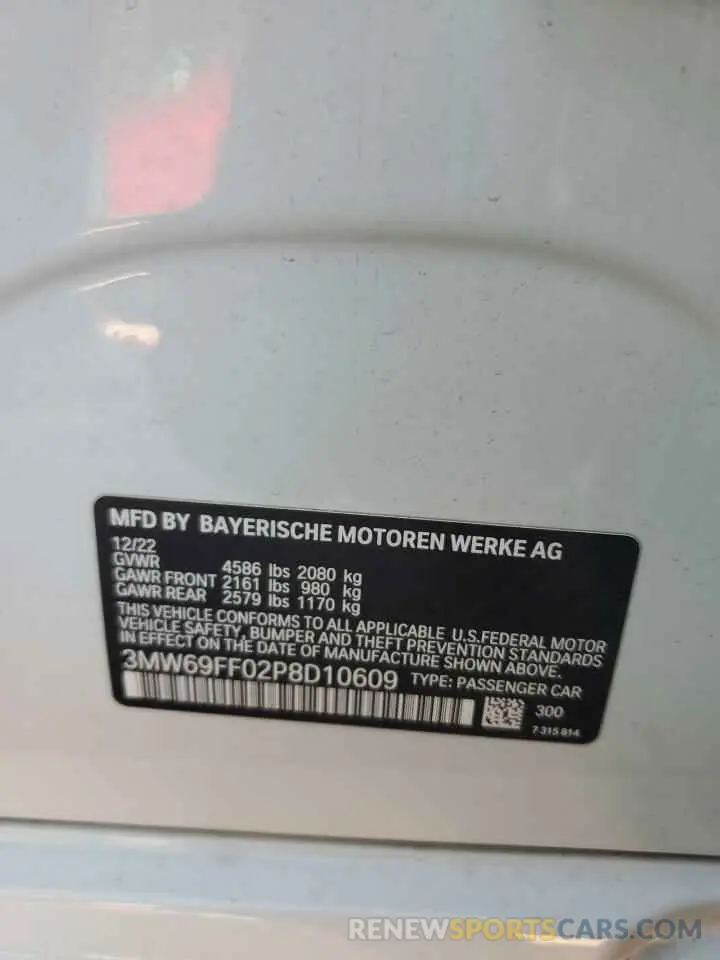 MFD BY BAYERISCHE MOTOREN WERKE AG
12/22
GVWR 4586 lbs 2080 kg
GAWR FRONT 2161 lbs 980 kg
GAWR REAR 2579 lbs 1170 kg
THIS VEHICLE CONFORMS TO ALL APPLICABLE U.S.FEDERAL MOTOR
VEHICLE SAFETY, BUMPER AND THEFT PREVENTION STANDARDS
IN EFFECT ON THE DATE OF MANUFACTURE SHOWN ABOVE.
3MW69FF02P8D10609 TYPE: PASSENGER CAR
300
7 315 814
RENEWSPORTSCARS.COM